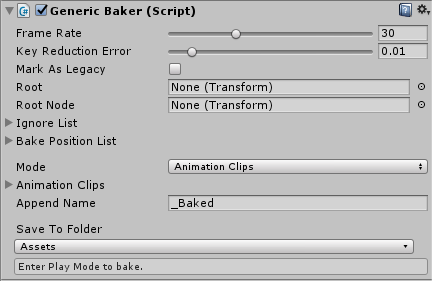 Generic Baker (Script)
Frame Rate 30
Key Reduction Error 0.01
Mark As Legacy
Root None (Transform)
Root Node None (Transform)
Ignore List
Bake Position List
Mode Animation Clips
Animation Clips
Append Name _Baked
Save To Folder
Assets
Enter Play Mode to bake.